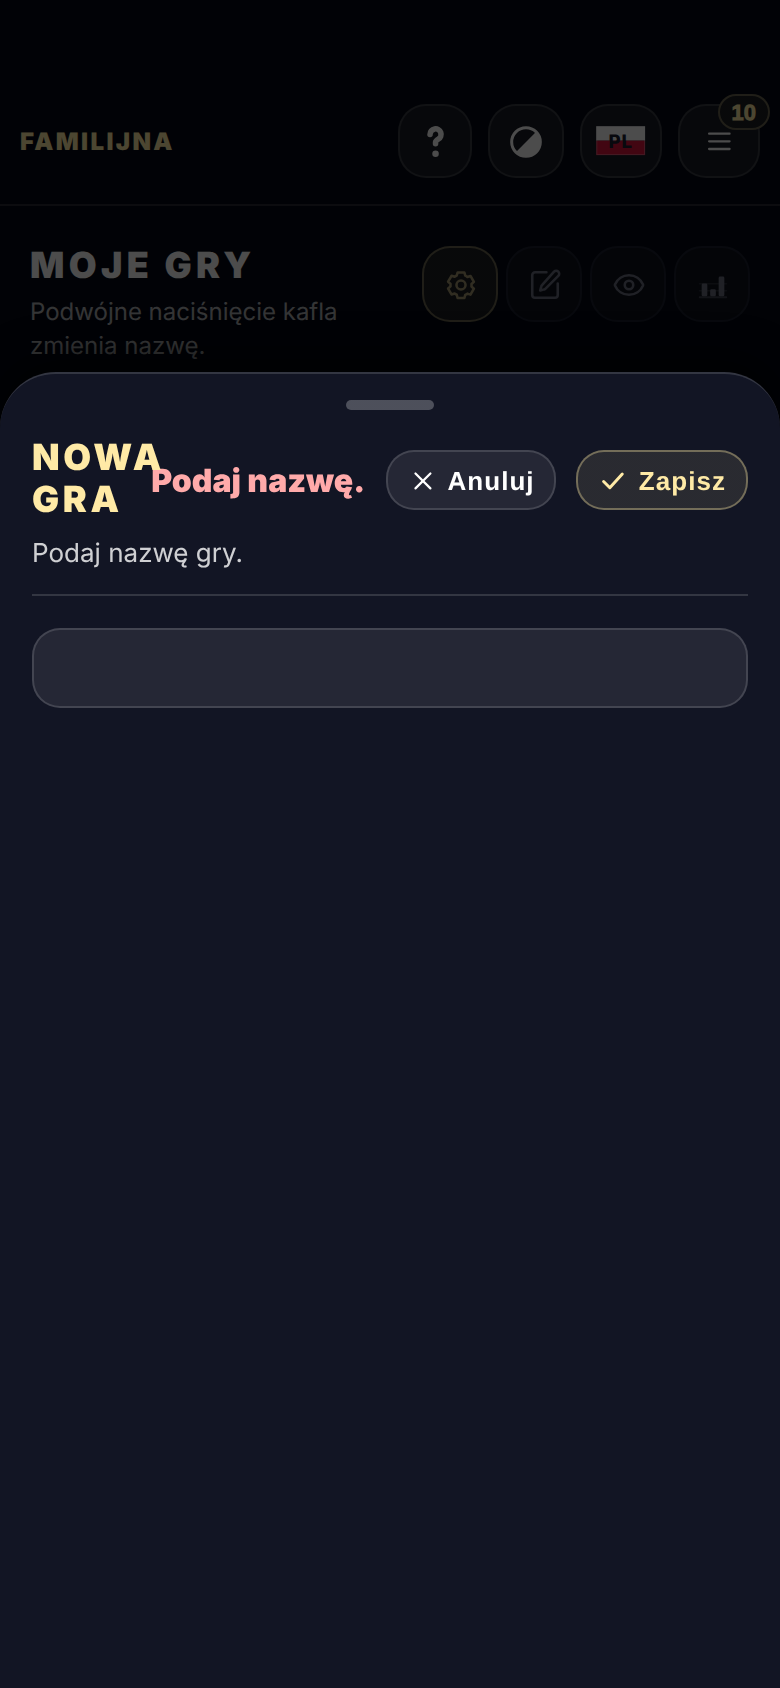 FAMILIJNA
?
PL
10
MOJE GRY
Podwójne naciśnięcie kafla
zmienia nazwę.
NOWA
GRA
Podaj nazwę.
Anuluj
Zapisz
Podaj nazwę gry.